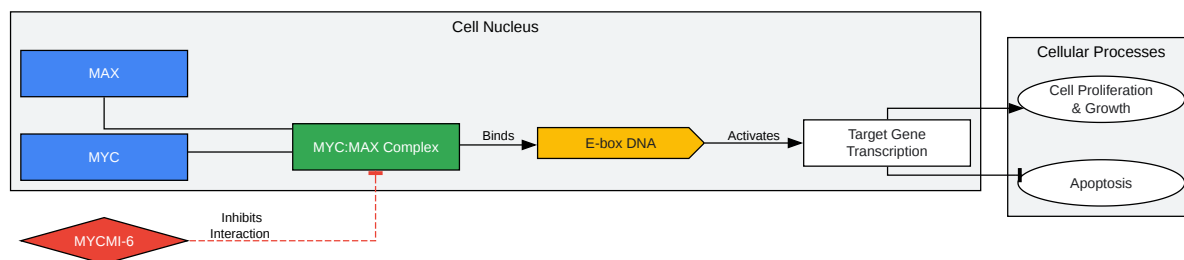 Cell Nucleus
MAX
MYC
MYC:MAX Complex
Binds
E-box DNA
Activates
Target Gene
Transcription
Cellular Processes
Cell Proliferation
& Growth
Apoptosis
MYCMI-6
Inhibits
Interaction